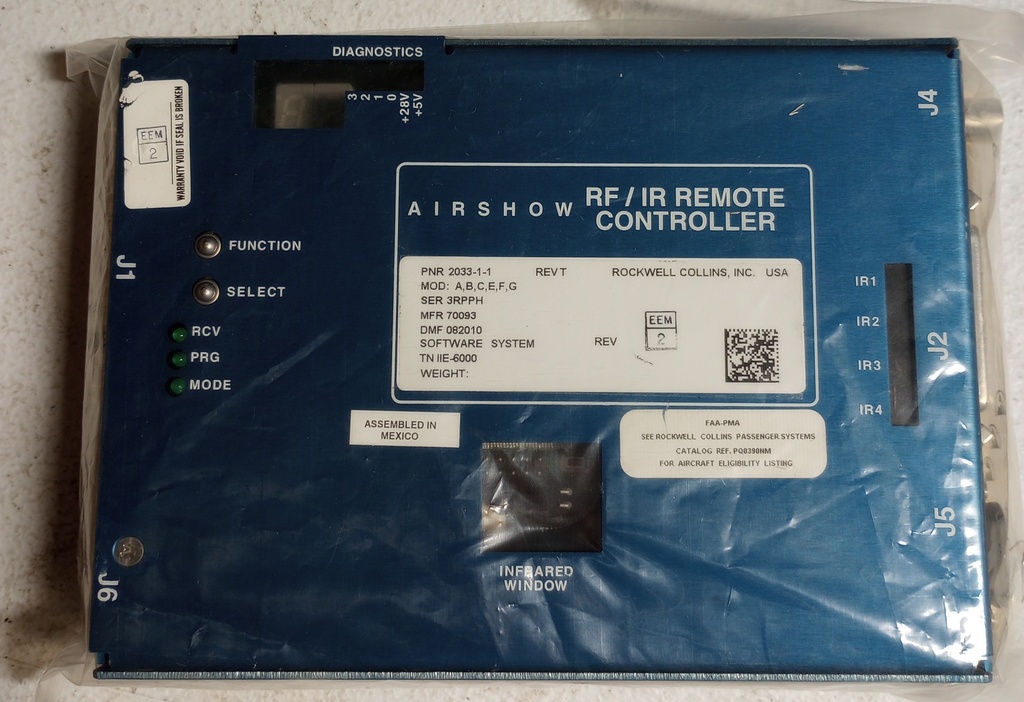 DIAGNOSTICS
3
2
1
0
+28V
+5V
J4
EEM
2
WARRANTY VOID IF SEAL IS BROKEN
AIRSHOW RF / IR REMOTE
CONTROLLER
J1
FUNCTION
SELECT
RCV
PRG
MODE
PNR 2033-1-1 REV T ROCKWELL COLLINS, INC. USA
MOD: A,B,C,E,F,G
SER 3RPPH
MFR 70093
DMF 082010
SOFTWARE SYSTEM REV
TN IIE-6000
WEIGHT:
EEM
2
IR1
IR2
IR3
IR4
J2
ASSEMBLED IN
MEXICO
FAA-PMA
SEE ROCKWELL COLLINS PASSENGER SYSTEMS
CATALOG REF. PQ0390NM
FOR AIRCRAFT ELIGIBILITY LISTING
J5
J6
INFRARED
WINDOW